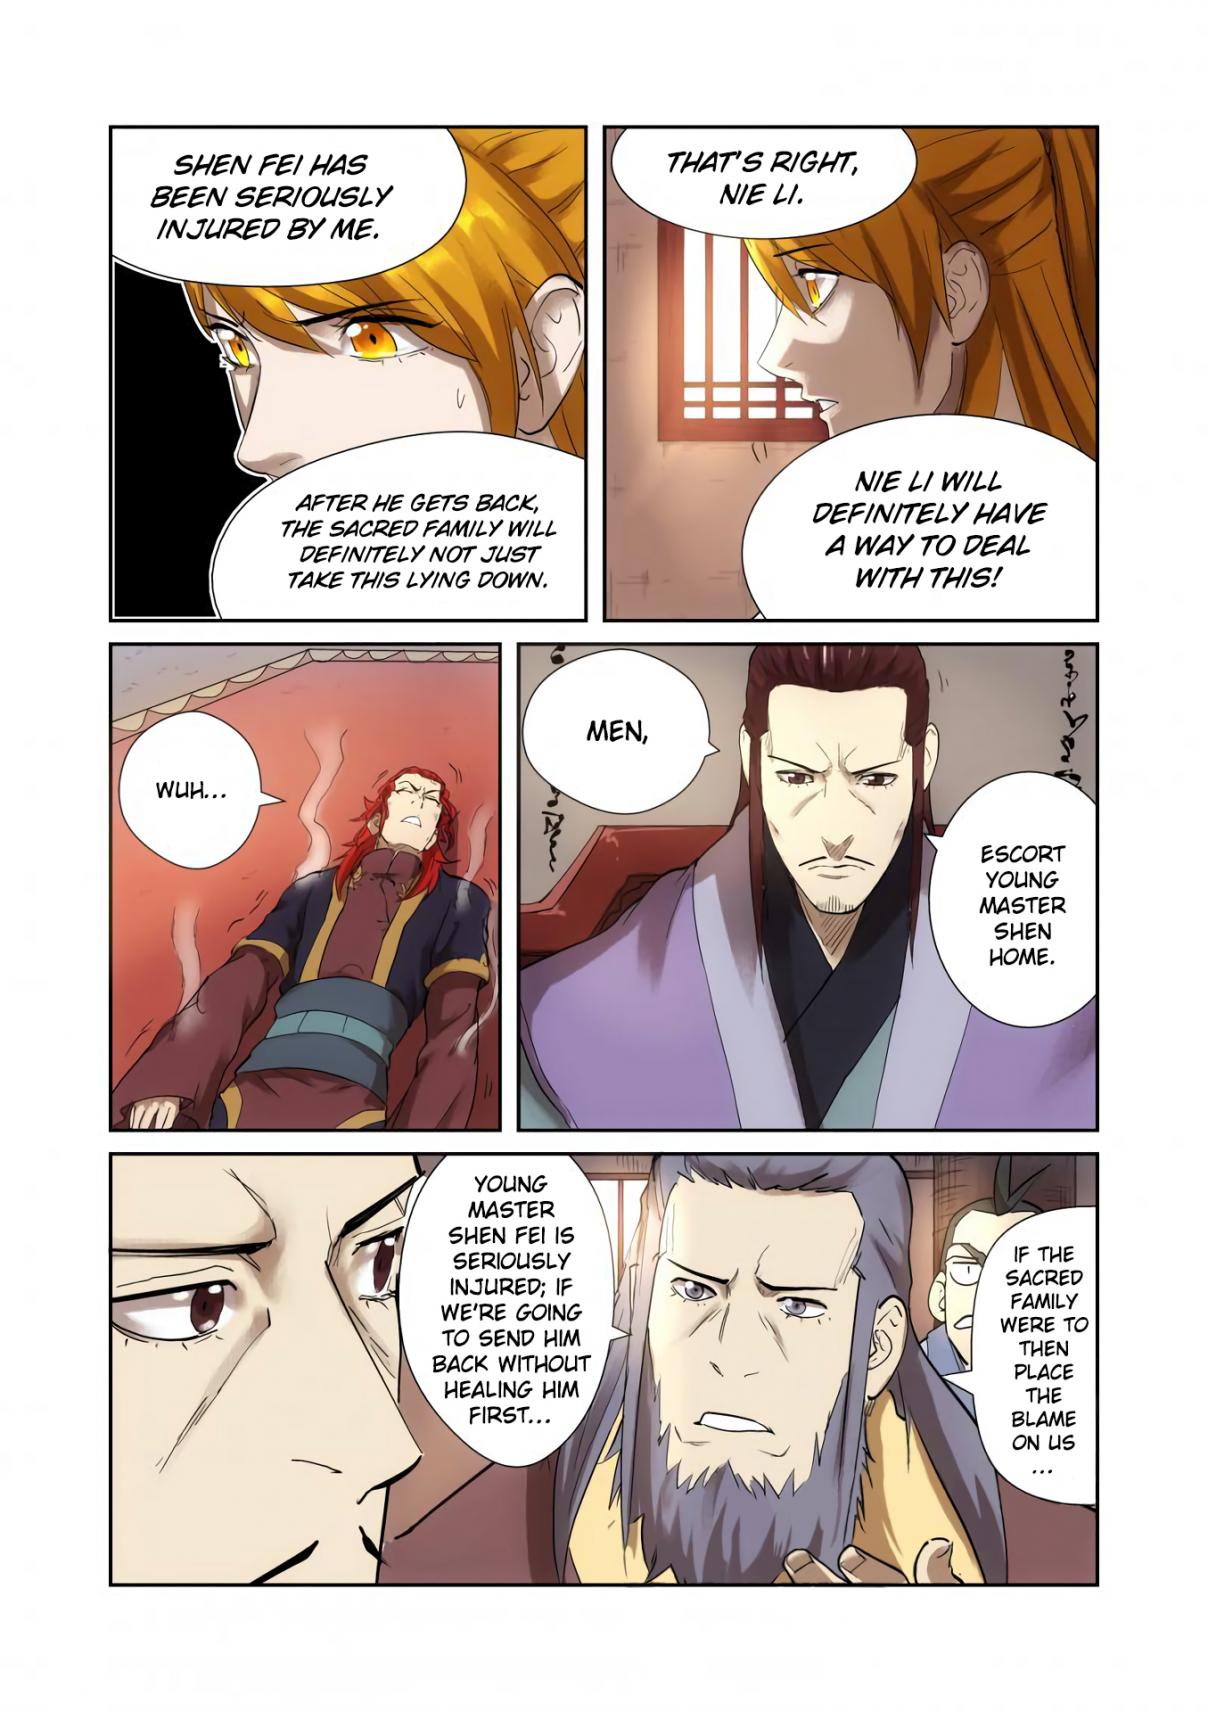 SHEN FEI HAS
BEEN SERIOUSLY
INJURED BY ME.
AFTER HE GETS BACK,
THE SACRED FAMILY WILL
DEFINITELY NOT JUST
TAKE THIS LYING DOWN.
THAT'S RIGHT,
NIE LI.
NIE LI WILL
DEFINITELY HAVE
A WAY TO DEAL
WITH THIS!
WUH...
MEN,
ESCORT
YOUNG
MASTER
SHEN
HOME.
YOUNG
MASTER
SHEN FEI IS
SERIOUSLY
INJURED; IF
WE'RE GOING
TO SEND HIM
BACK WITHOUT
HEALING HIM
FIRST...
IF THE
SACRED
FAMILY
WERE TO
THEN
PLACE
THE
BLAME
ON US
...